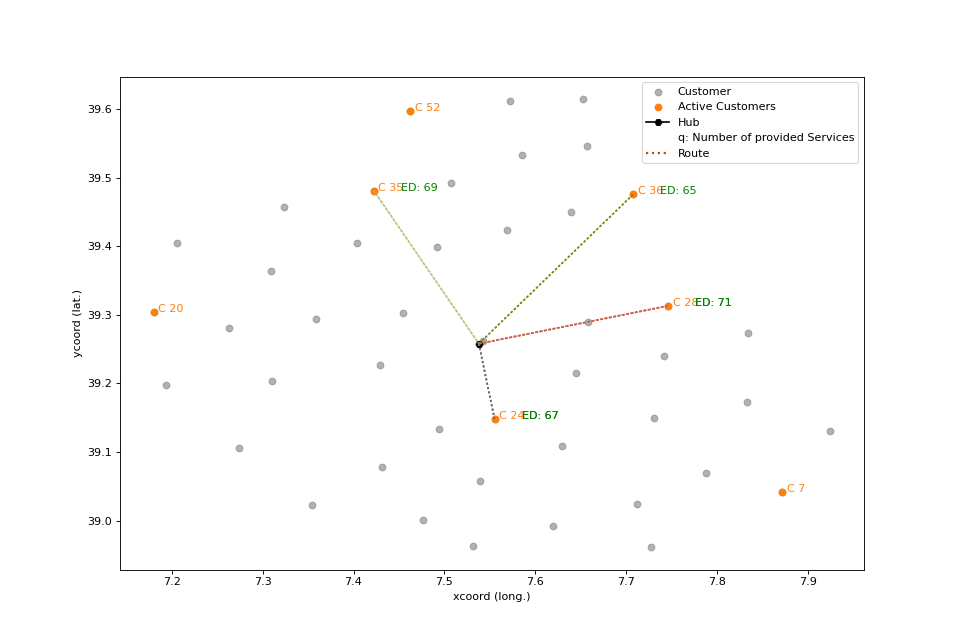 Customer
Active Customers
Hub
q: Number of provided Services
Route
39.6
39.5
39.4
39.3
39.2
39.1
39.0
ycoord (lat.)
C 52
C 35 ED: 69
C 36 ED: 65
C 20
C 28 ED: 71
C 24 ED: 67
C 7
7.2 7.3 7.4 7.5 7.6 7.7 7.8 7.9
xcoord (long.)